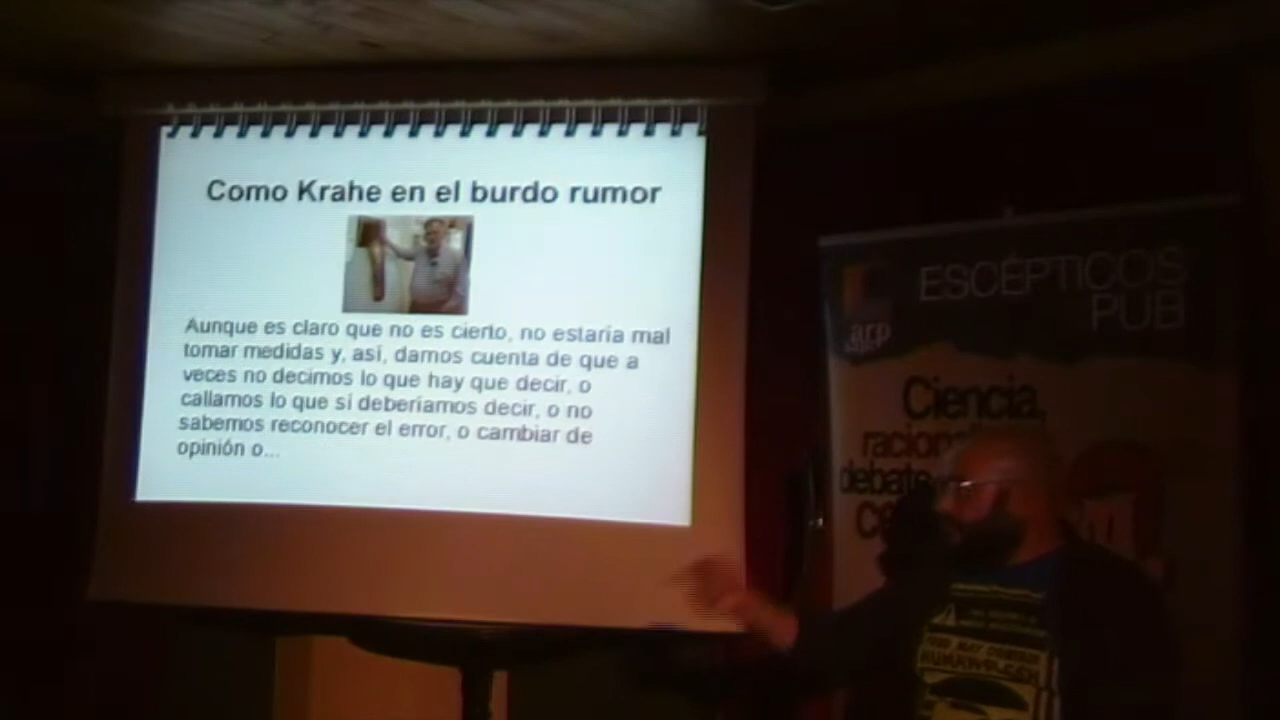 Como Krahe en el burdo rumor
Aunque es claro que no es cierto, no estaría mal
tomar medidas y, así, darnos cuenta de que a
veces no decimos lo que hay que decir, o
callamos lo que sí deberíamos decir, o no
sabemos reconocer el error, o cambiar de
opinión o...
ESCÉPTICOS
PUB
arp
Ciencia,
debate